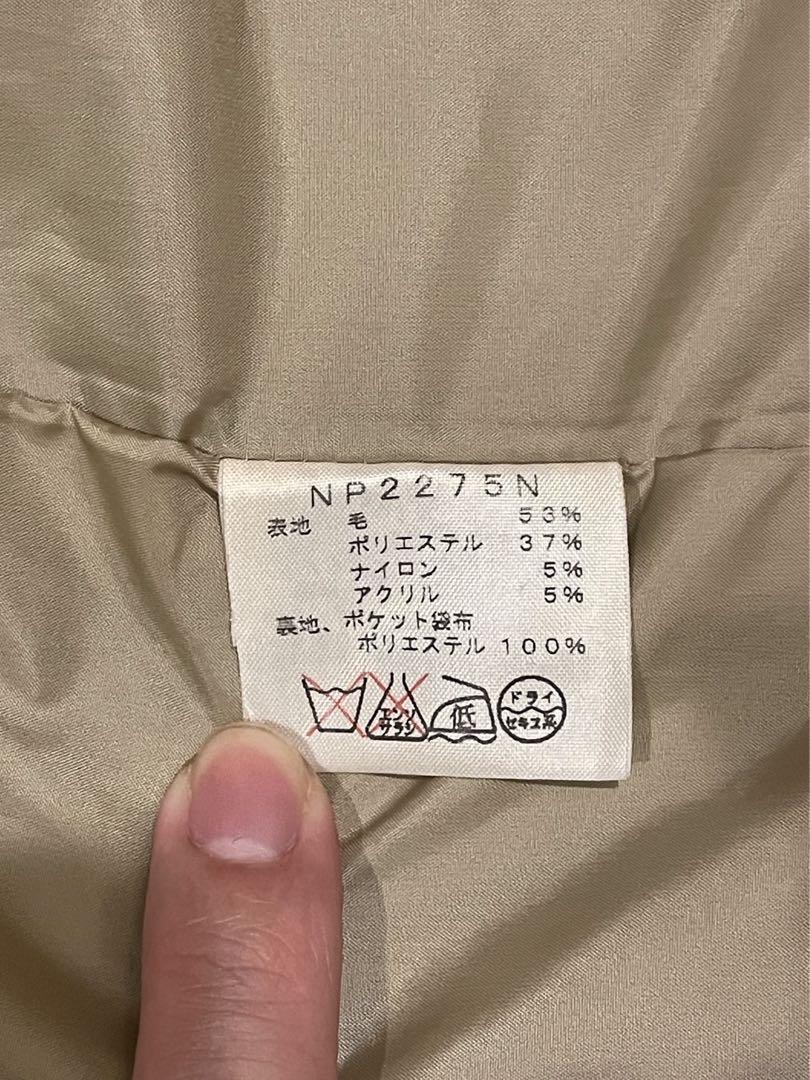 NP2275N
表地 毛 53%
ポリエステル 37%
ナイロン 5%
アクリル 5%
裏地、ポケット袋布
ポリエステル 100%
エンソ
サラシ
低
ドライ
セキユ系